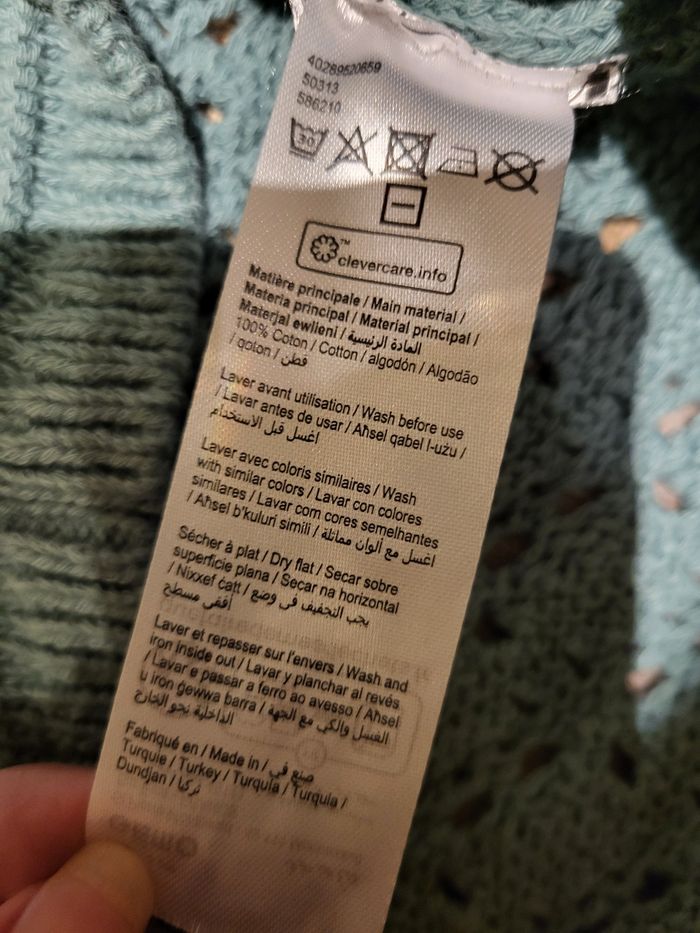 40289520659
50313
586210
30
™
clevercare.info
Matière principale / Main material /
Materia principal / Material principal /
Materjal ewlieni / المادة الرئيسية
100% Coton / Cotton / algodón / Algodão
/ qoton / قطن
Laver avant utilisation / Wash before use
/ Lavar antes de usar / Aħsel qabel l-użu /
اغسل قبل الاستخدام
Laver avec coloris similaires / Wash
with similar colors / Lavar con colores
similares / Lavar com cores semelhantes
/ Aħsel b'kuluri simili / اغسل مع ألوان مماثلة
Sécher à plat / Dry flat / Secar sobre
superficie plana / Secar na horizontal
/ Nixxef ċatt / يجب التجفيف في وضع
أفقي مسطح
Laver et repasser sur l'envers / Wash and
iron inside out / Lavar y planchar al revés
/ Lavar e passar a ferro ao avesso / Aħsel
u iron ġewwa barra / الغسيل والكي مع الجهة
الداخلية نحو الخارج
Fabriqué en / Made in / صنع في
Turquie / Turkey / Turquía / Turquia /
Dundjan / تركيا